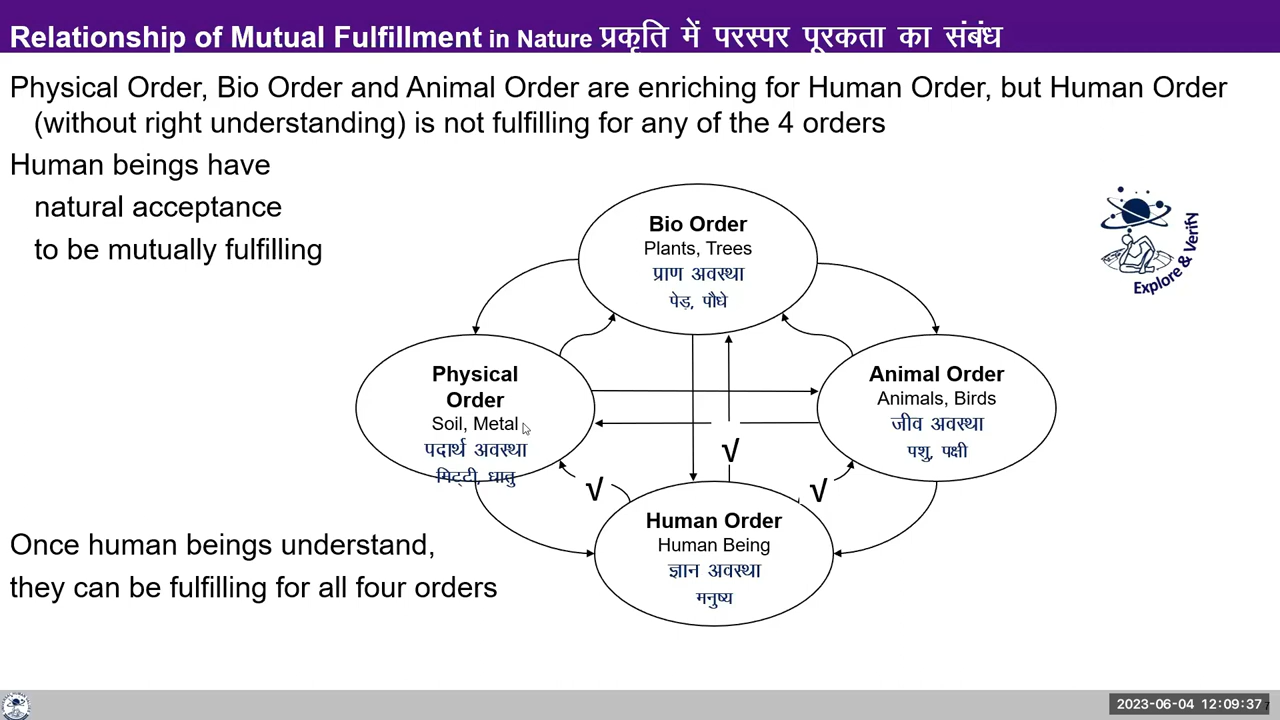 Relationship of Mutual Fulfillment in Nature प्रकृति में परस्पर पूरकता का संबंध
Physical Order, Bio Order and Animal Order are enriching for Human Order, but Human Order
(without right understanding) is not fulfilling for any of the 4 orders
Human beings have
natural acceptance
to be mutually fulfilling
Bio Order
Plants, Trees
प्राण अवस्था
पेड़, पौधे
Explore & Verify
Physical
Order
Soil, Metal
पदार्थ अवस्था
मिट्टी, धातु
Animal Order
Animals, Birds
जीव अवस्था
पशु, पक्षी
√
√
√
Human Order
Human Being
ज्ञान अवस्था
मनुष्य
Once human beings understand,
they can be fulfilling for all four orders
2023-06-04 12:09:37
7